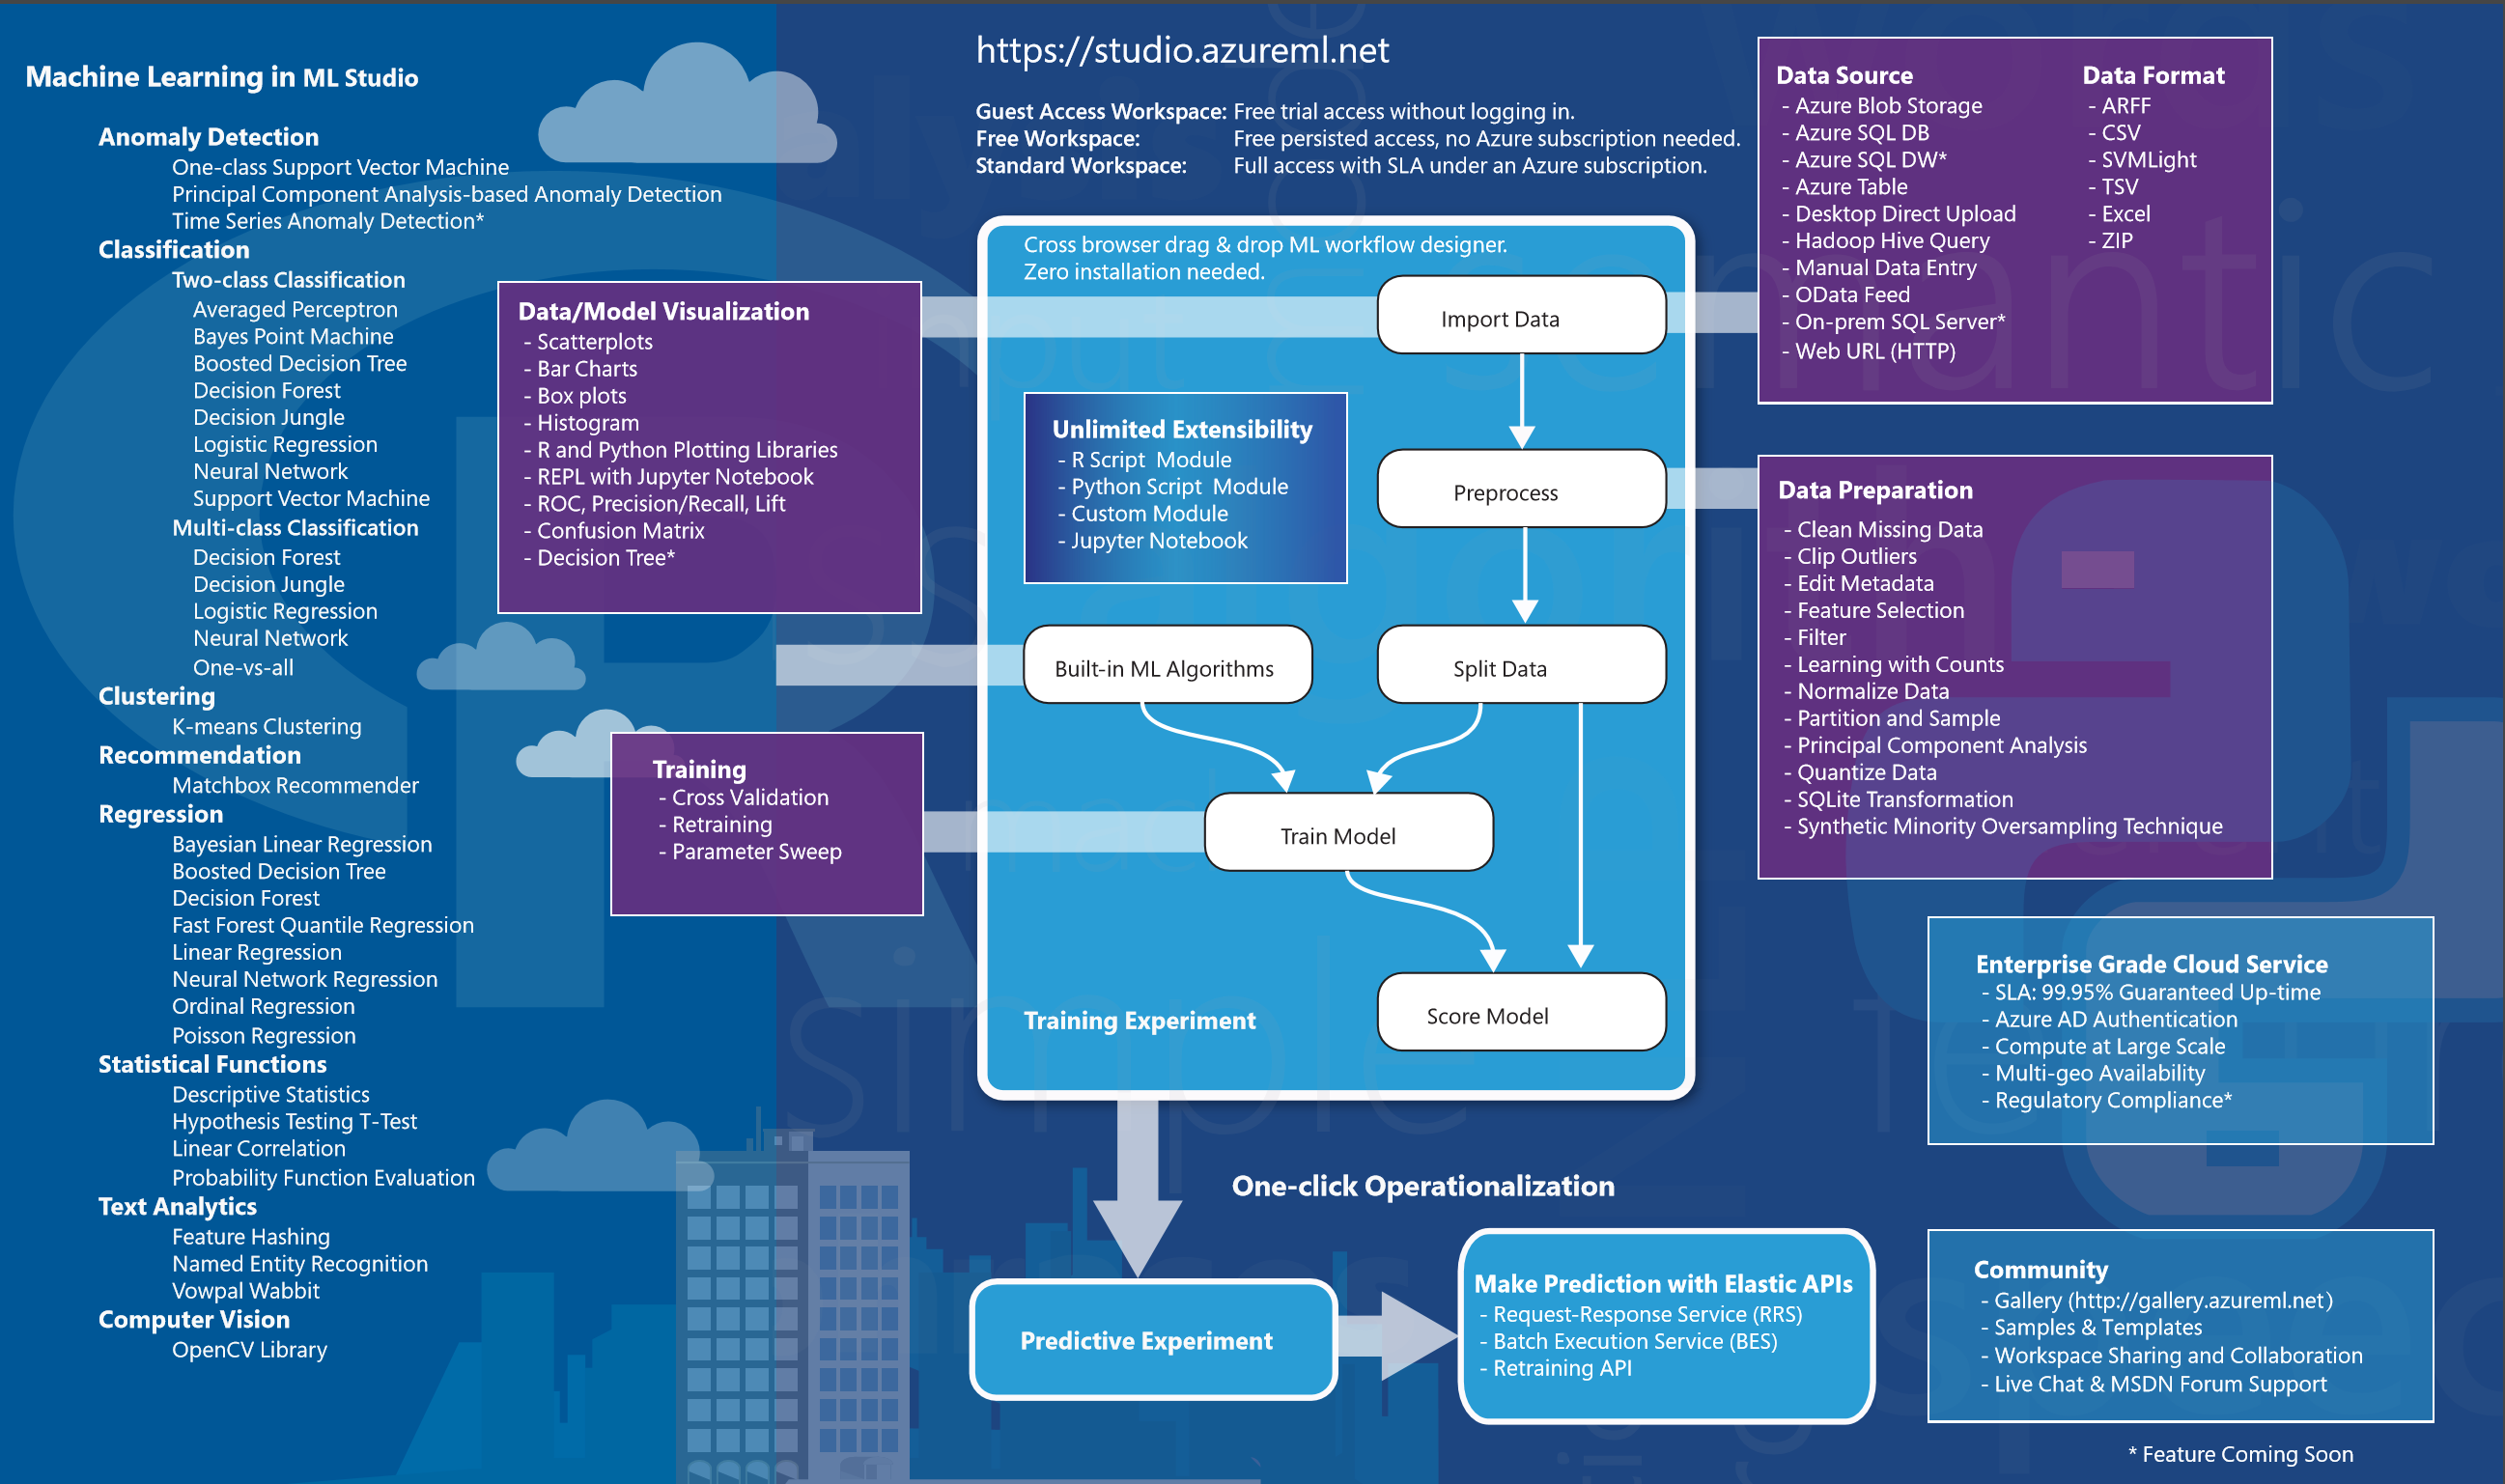 Machine Learning in ML Studio
Anomaly Detection
One-class Support Vector Machine
Principal Component Analysis-based Anomaly Detection
Time Series Anomaly Detection*
Classification
Two-class Classification
Averaged Perceptron
Bayes Point Machine
Boosted Decision Tree
Decision Forest
Decision Jungle
Logistic Regression
Neural Network
Support Vector Machine
Multi-class Classification
Decision Forest
Decision Jungle
Logistic Regression
Neural Network
One-vs-all
Clustering
K-means Clustering
Recommendation
Matchbox Recommender
Regression
Bayesian Linear Regression
Boosted Decision Tree
Decision Forest
Fast Forest Quantile Regression
Linear Regression
Neural Network Regression
Ordinal Regression
Poisson Regression
Statistical Functions
Descriptive Statistics
Hypothesis Testing T-Test
Linear Correlation
Probability Function Evaluation
Text Analytics
Feature Hashing
Named Entity Recognition
Vowpal Wabbit
Computer Vision
OpenCV Library
Data/Model Visualization
- Scatterplots
- Bar Charts
- Box plots
- Histogram
- R and Python Plotting Libraries
- REPL with Jupyter Notebook
- ROC, Precision/Recall, Lift
- Confusion Matrix
- Decision Tree*
Training
- Cross Validation
- Retraining
- Parameter Sweep
https://studio.azureml.net
Guest Access Workspace: Free trial access without logging in.
Free Workspace: Free persisted access, no Azure subscription needed.
Standard Workspace: Full access with SLA under an Azure subscription.
Cross browser drag & drop ML workflow designer.
Zero installation needed.
Import Data
Unlimited Extensibility
- R Script Module
- Python Script Module
- Custom Module
- Jupyter Notebook
Preprocess
Built-in ML Algorithms
Split Data
Train Model
Score Model
Training Experiment
One-click Operationalization
Predictive Experiment
Make Prediction with Elastic APIs
- Request-Response Service (RRS)
- Batch Execution Service (BES)
- Retraining API
Data Source
- Azure Blob Storage
- Azure SQL DB
- Azure SQL DW*
- Azure Table
- Desktop Direct Upload
- Hadoop Hive Query
- Manual Data Entry
- OData Feed
- On-prem SQL Server*
- Web URL (HTTP)
Data Format
- ARFF
- CSV
- SVMLight
- TSV
- Excel
- ZIP
Data Preparation
- Clean Missing Data
- Clip Outliers
- Edit Metadata
- Feature Selection
- Filter
- Learning with Counts
- Normalize Data
- Partition and Sample
- Principal Component Analysis
- Quantize Data
- SQLite Transformation
- Synthetic Minority Oversampling Technique
Enterprise Grade Cloud Service
- SLA: 99.95% Guaranteed Up-time
- Azure AD Authentication
- Compute at Large Scale
- Multi-geo Availability
- Regulatory Compliance*
Community
- Gallery (http://gallery.azureml.net)
- Samples & Templates
- Workspace Sharing and Collaboration
- Live Chat & MSDN Forum Support
* Feature Coming Soon
semantic
input
simple